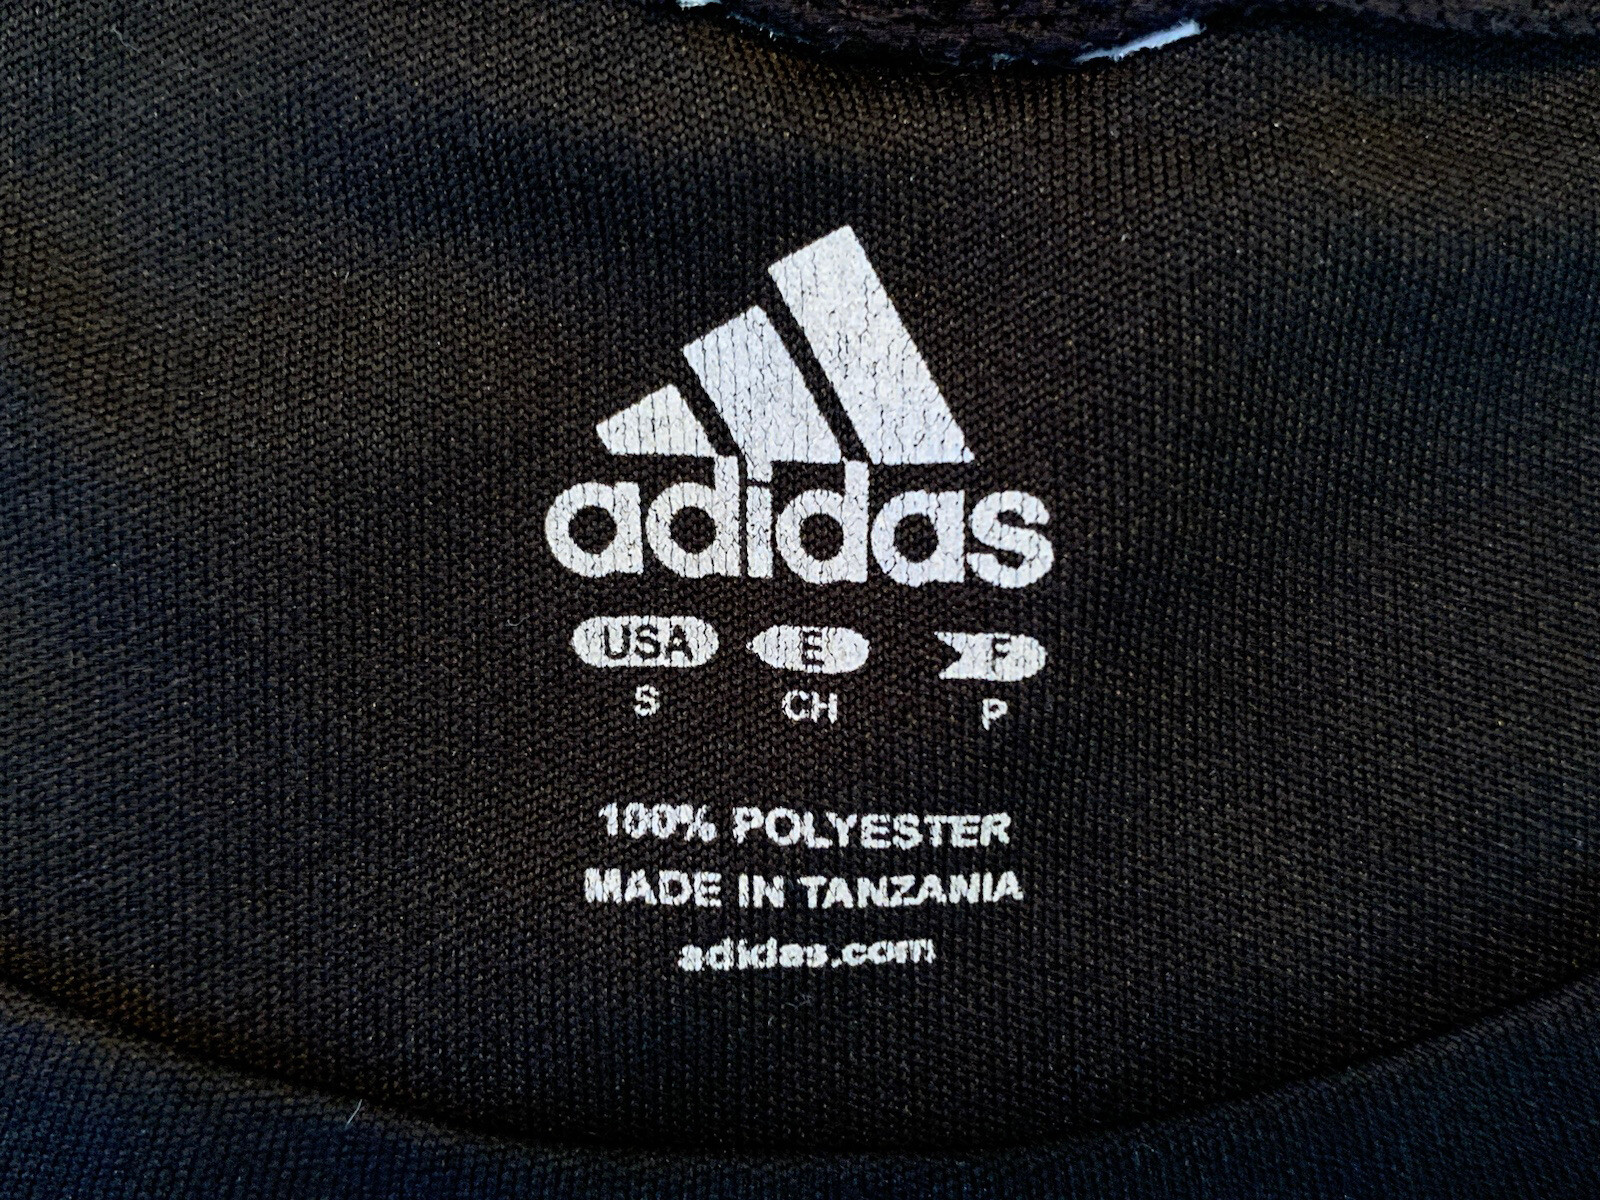 adidas
USA E F
S CH P
100% POLYESTER
MADE IN TANZANIA
adidas.com